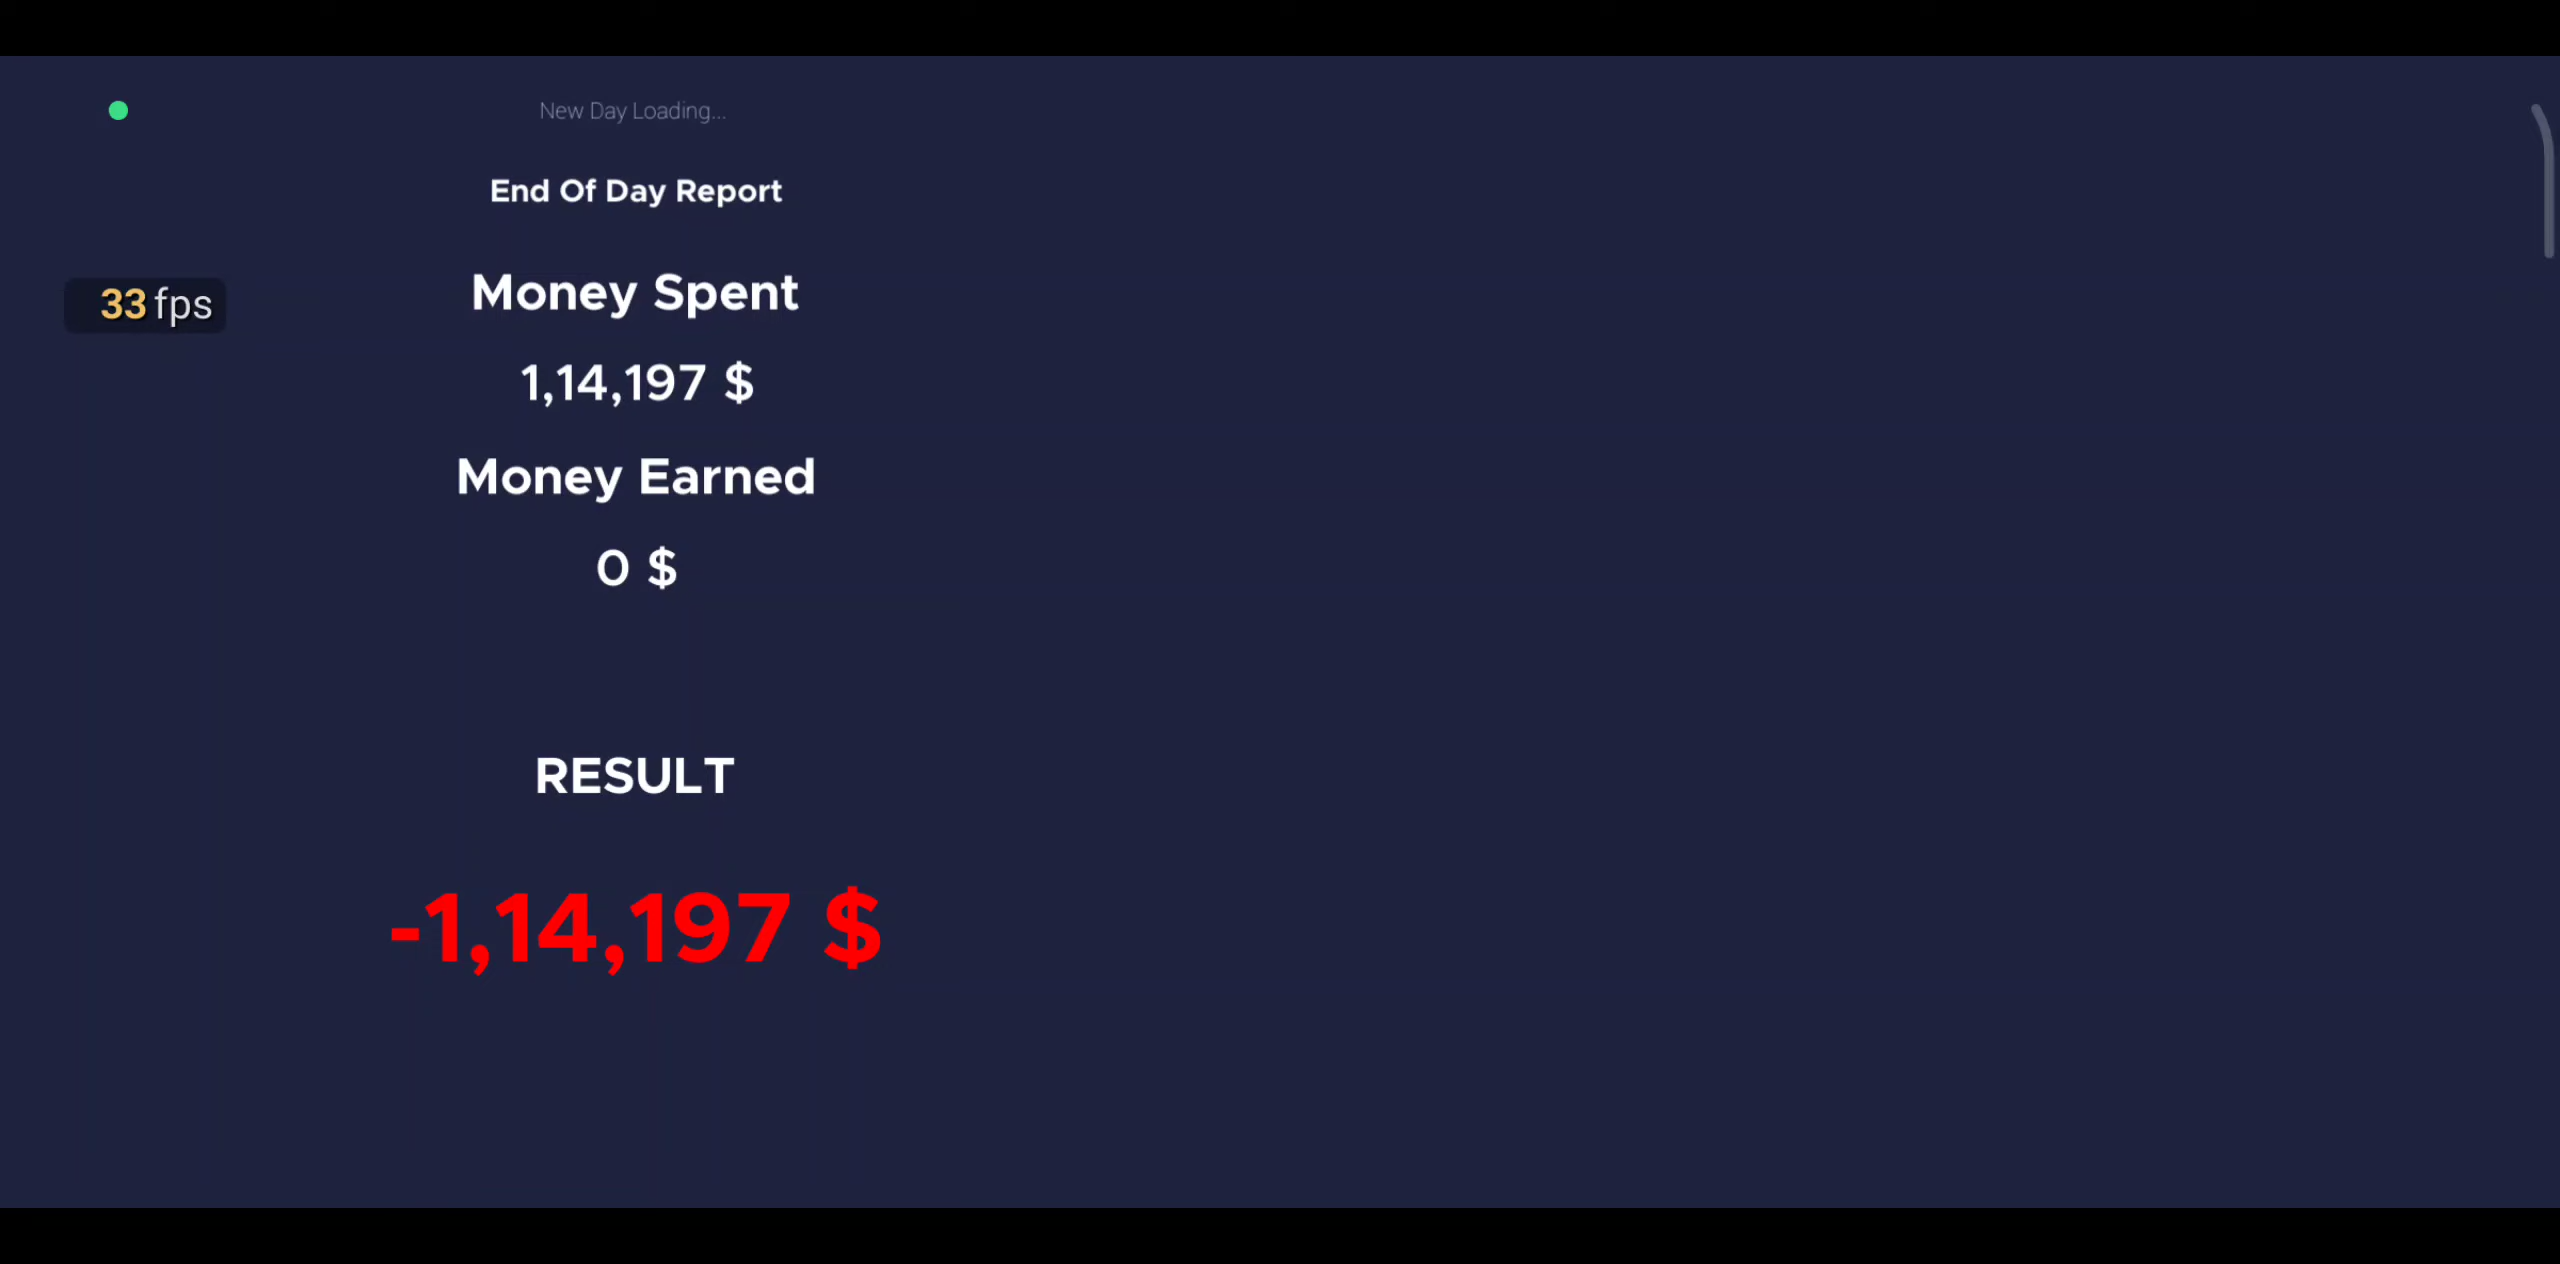 New Day Loading...
End Of Day Report
33 fps
Money Spent
1,14,197 $
Money Earned
0 $
RESULT
-1,14,197 $